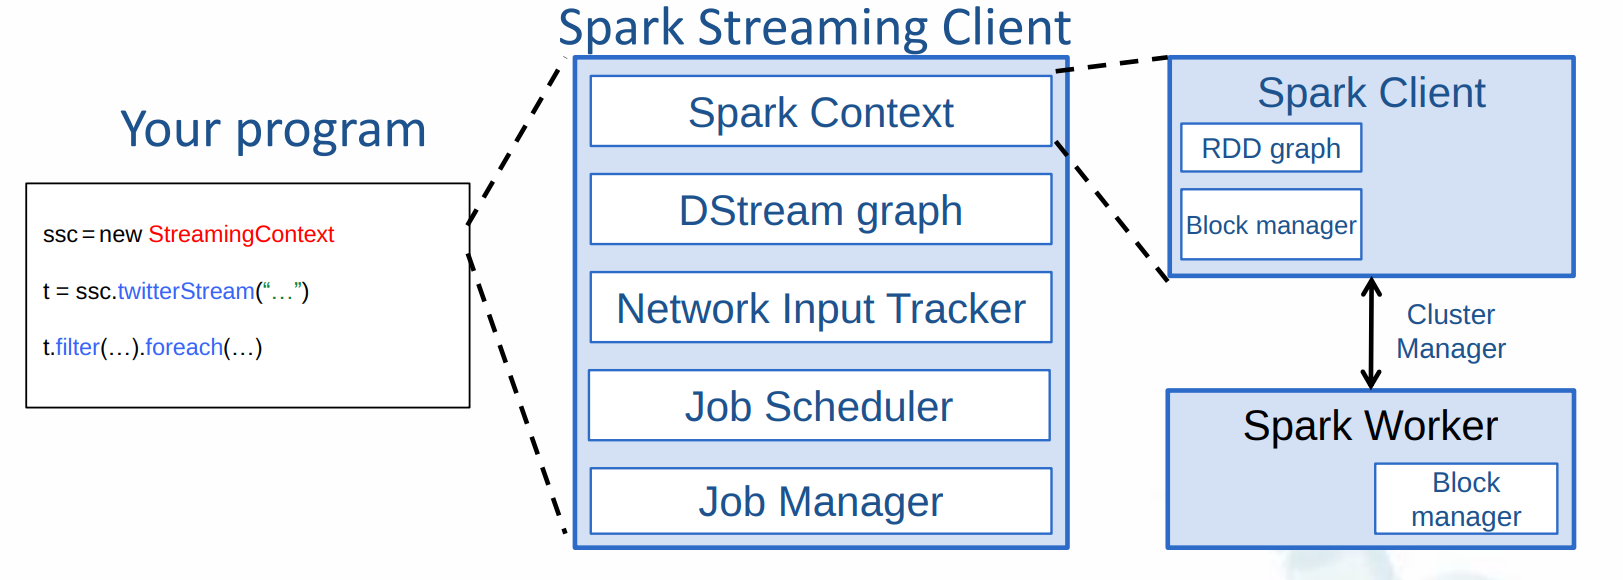 Spark Streaming Client
Your program
ssc = new StreamingContext
t = ssc.twitterStream(“…”)
t.filter(…).foreach(…)
Spark Context
DStream graph
Network Input Tracker
Job Scheduler
Job Manager
Spark Client
RDD graph
Block manager
Cluster
Manager
Spark Worker
Block
manager